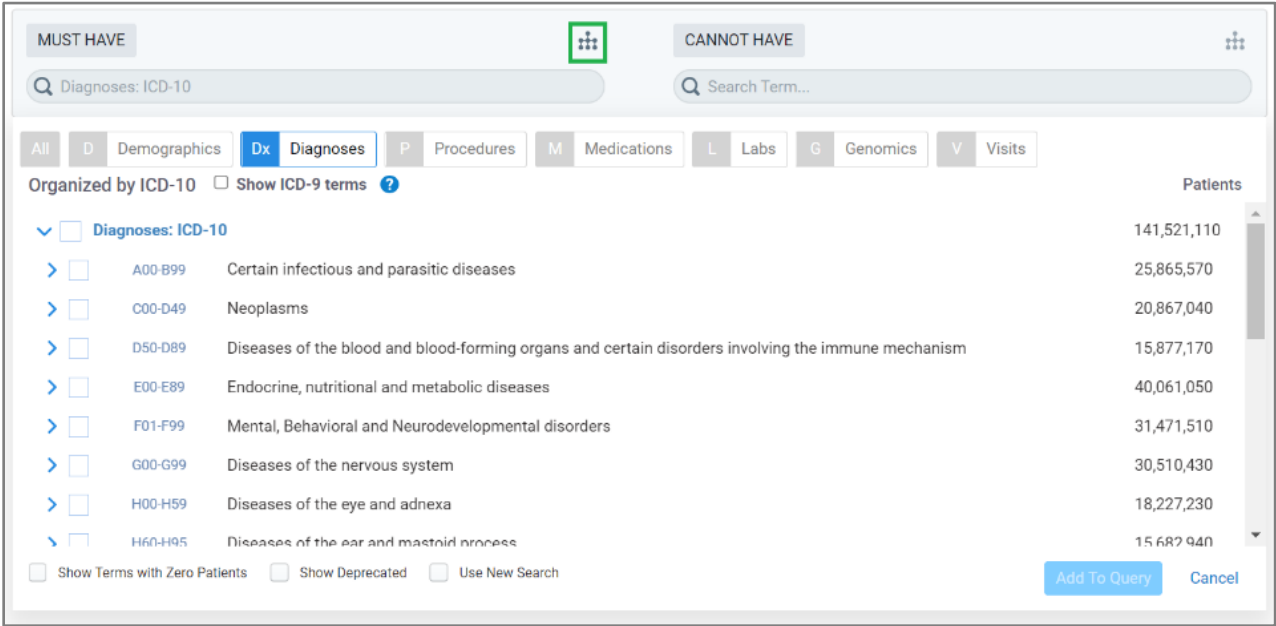 MUST HAVE CANNOT HAVE
Diagnoses: ICD-10 Search Term...
All D Demographics Dx Diagnoses P Procedures M Medications L Labs G Genomics V Visits
Organized by ICD-10 Show ICD-9 terms ? Patients
Diagnoses: ICD-10 141,521,110
A00-B99 Certain infectious and parasitic diseases 25,865,570
C00-D49 Neoplasms 20,867,040
D50-D89 Diseases of the blood and blood-forming organs and certain disorders involving the immune mechanism 15,877,170
E00-E89 Endocrine, nutritional and metabolic diseases 40,061,050
F01-F99 Mental, Behavioral and Neurodevelopmental disorders 31,471,510
G00-G99 Diseases of the nervous system 30,510,430
H00-H59 Diseases of the eye and adnexa 18,227,230
H60-H95 Diseases of the ear and mastoid process 15,682,940
Show Terms with Zero Patients Show Deprecated Use New Search Add To Query Cancel